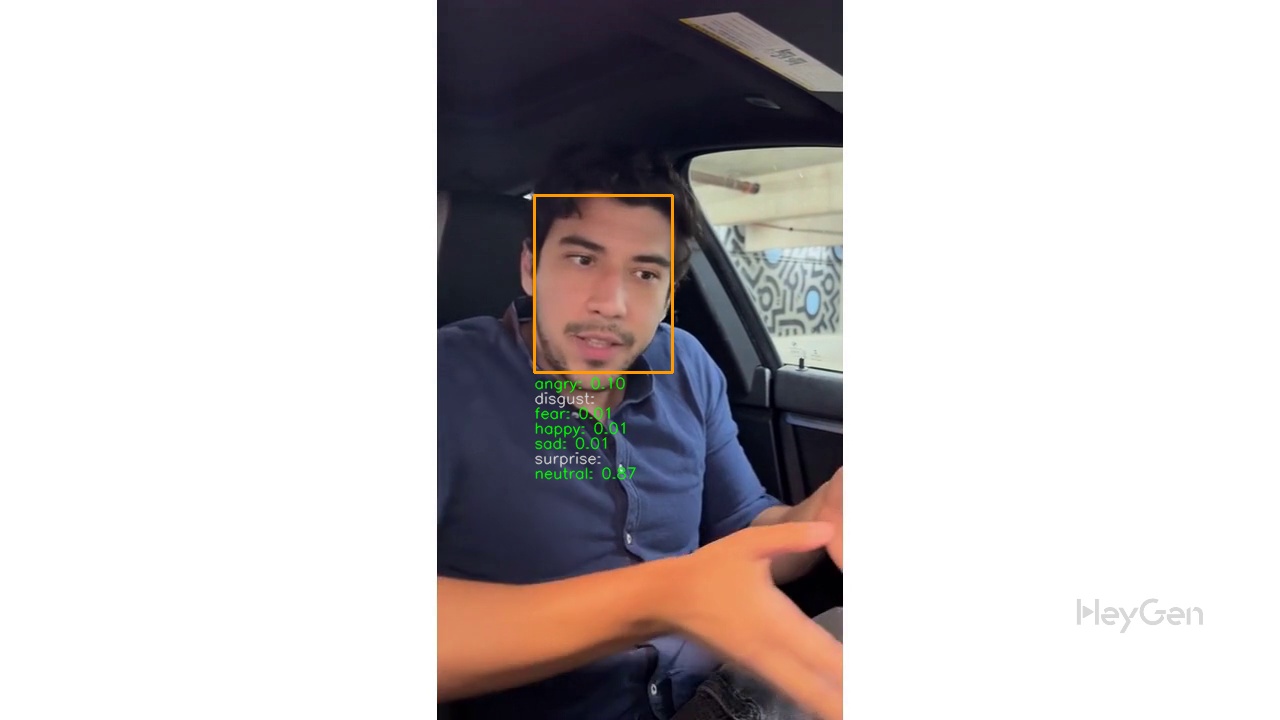 angry: 0.10
disgust:
fear: 0.01
happy: 0.01
sad: 0.01
surprise:
neutral: 0.87
HeyGen